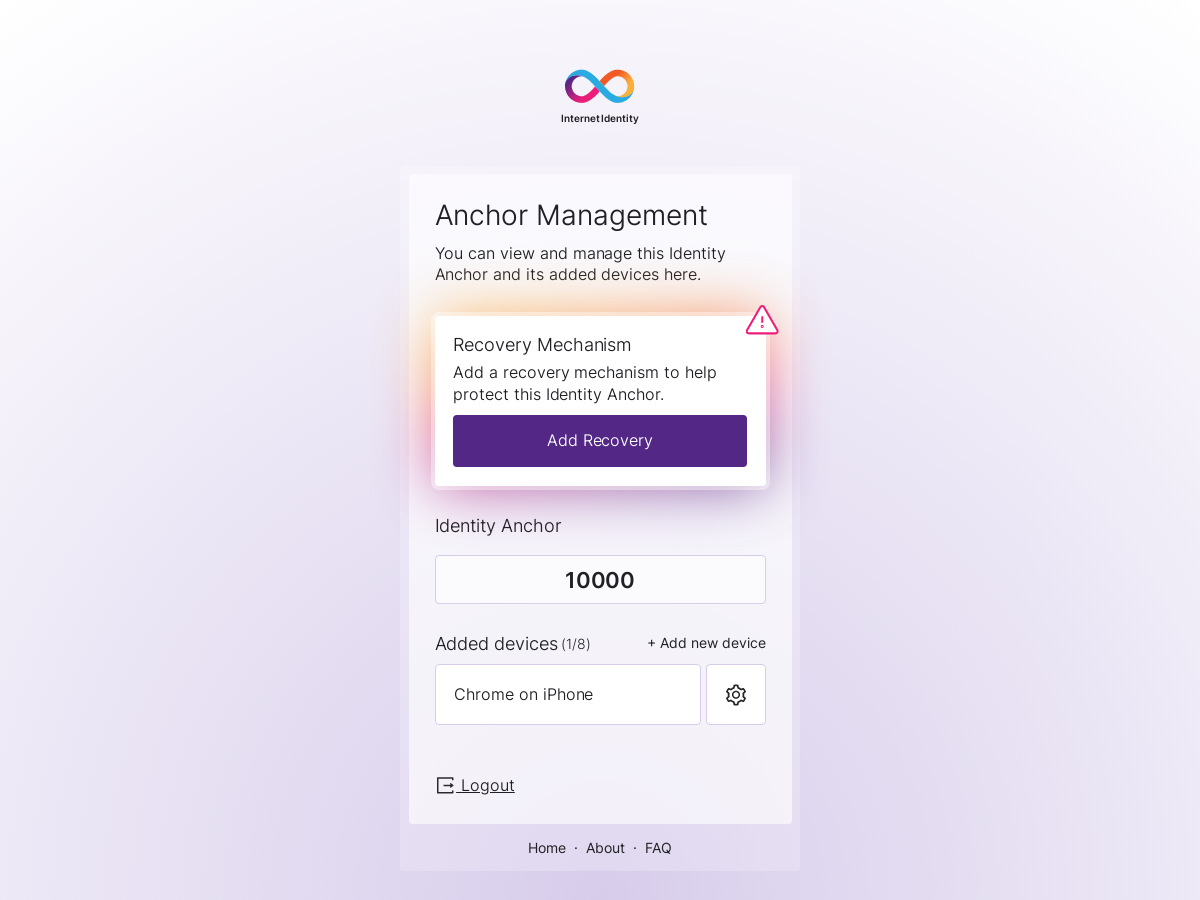 Internet Identity
Anchor Management
You can view and manage this Identity
Anchor and its added devices here.
Recovery Mechanism
Add a recovery mechanism to help
protect this Identity Anchor.
Add Recovery
Identity Anchor
10000
Added devices (1/8) + Add new device
Chrome on iPhone
Logout
Home · About · FAQ